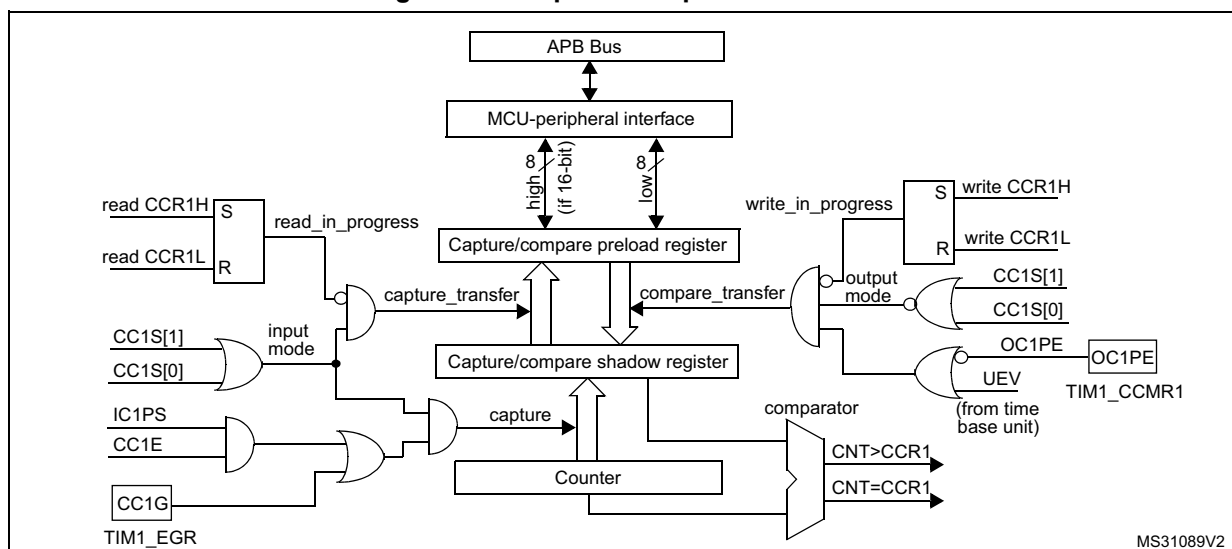 APB Bus
MCU-peripheral interface
8
high
(if 16-bit)
8
low
read CCR1H
S
read_in_progress
read CCR1L
R
write_in_progress
S
write CCR1H
R
write CCR1L
Capture/compare preload register
capture_transfer
compare_transfer
output
mode
CC1S[1]
CC1S[0]
CC1S[1]
CC1S[0]
input
mode
Capture/compare shadow register
OC1PE
OC1PE
UEV
TIM1_CCMR1
(from time
base unit)
IC1PS
CC1E
capture
comparator
CNT>CCR1
CNT=CCR1
Counter
CC1G
TIM1_EGR
MS31089V2